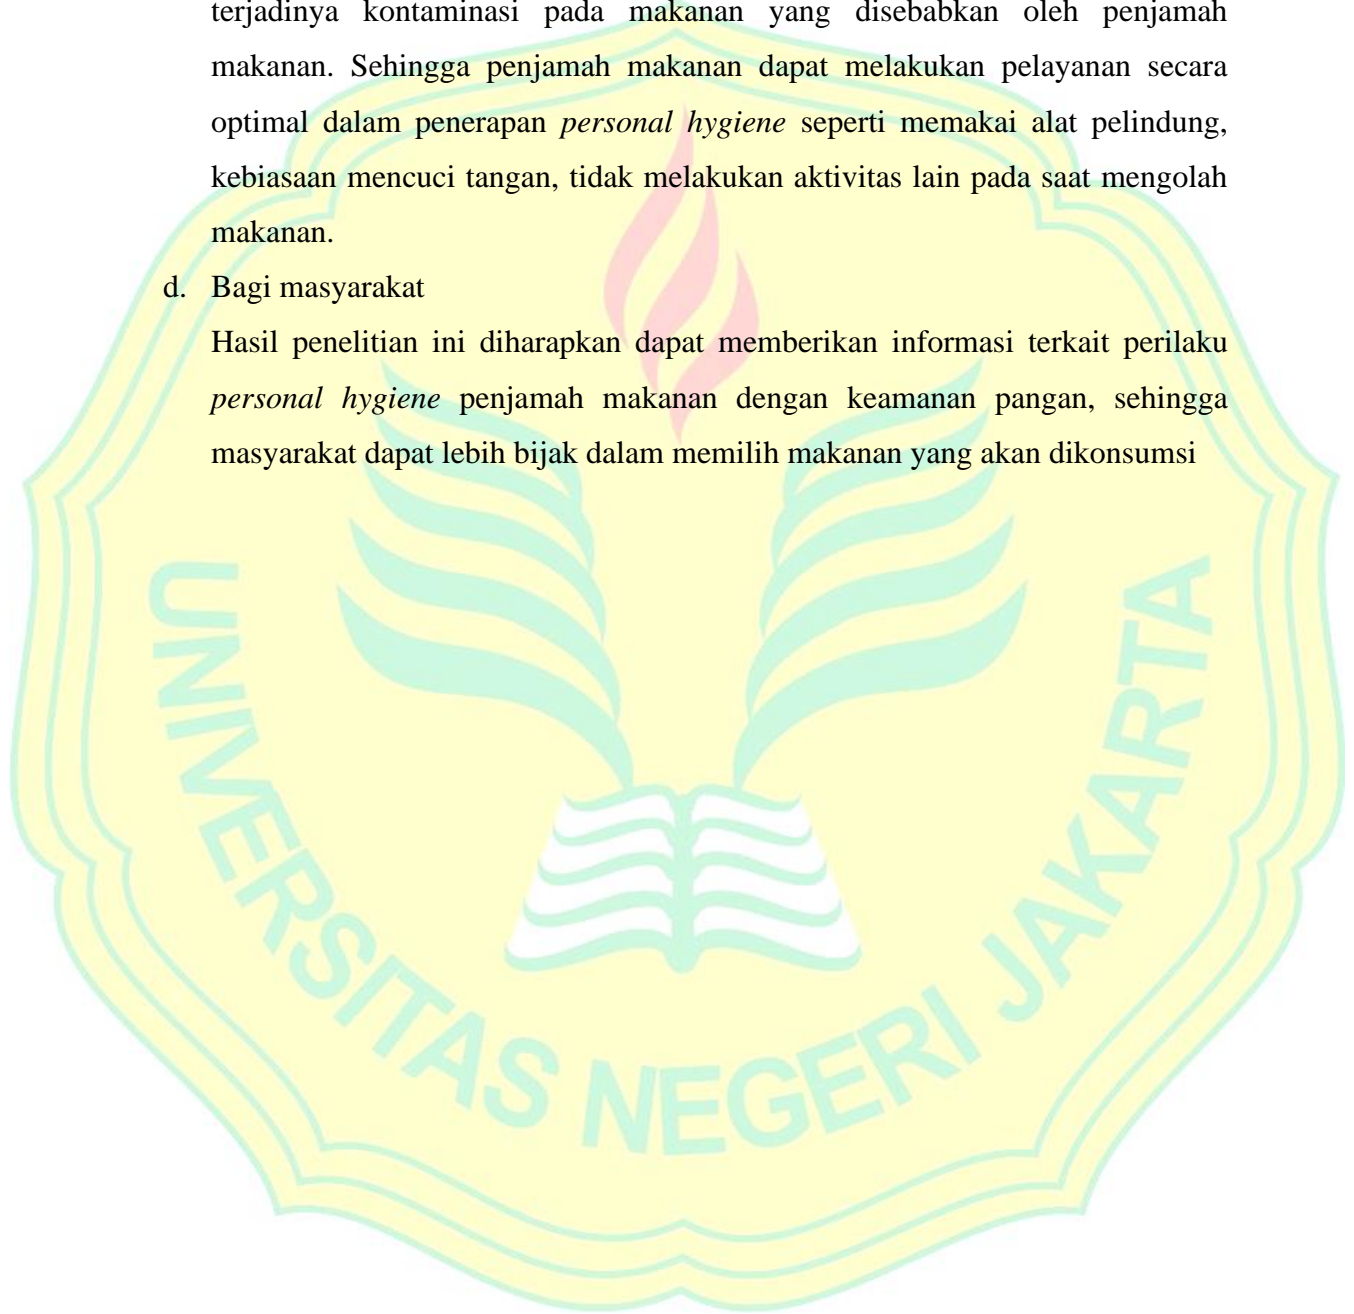 terjadinya kontaminasi pada makanan yang disebabkan oleh penjamah
makanan. Sehingga penjamah makanan dapat melakukan pelayanan secara
optimal dalam penerapan personal hygiene seperti memakai alat pelindung,
kebiasaan mencuci tangan, tidak melakukan aktivitas lain pada saat mengolah
makanan.
d. Bagi masyarakat
Hasil penelitian ini diharapkan dapat memberikan informasi terkait perilaku
personal hygiene penjamah makanan dengan keamanan pangan, sehingga
masyarakat dapat lebih bijak dalam memilih makanan yang akan dikonsumsi
UNIVERSITAS NEGERI JAKARTA